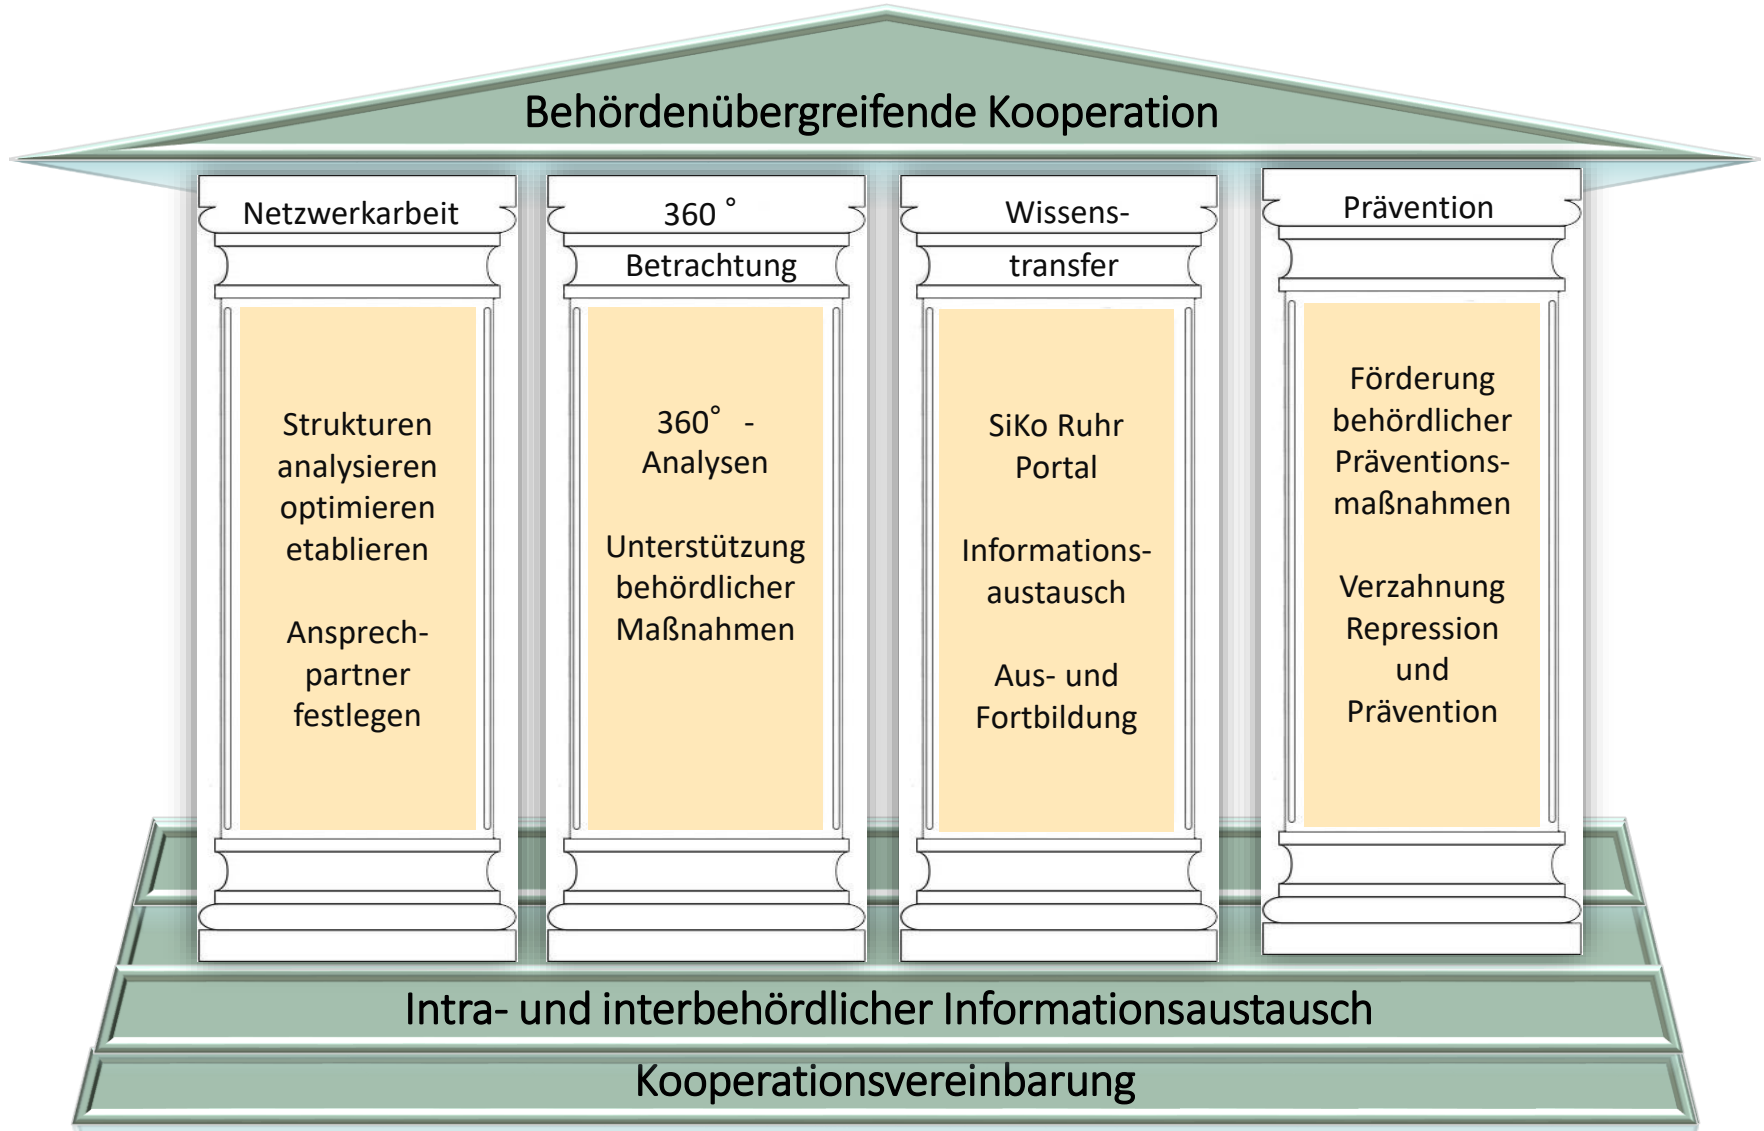 Behördenübergreifende Kooperation
Netzwerkarbeit
Strukturen
analysieren
optimieren
etablieren
Ansprech-
partner
festlegen
360 °
Betrachtung
360° -
Analysen
Unterstützung
behördlicher
Maßnahmen
Wissens-
transfer
SiKo Ruhr
Portal
Informations-
austausch
Aus- und
Fortbildung
Prävention
Förderung
behördlicher
Präventions-
maßnahmen
Verzahnung
Repression
und
Prävention
Intra- und interbehördlicher Informationsaustausch
Kooperationsvereinbarung